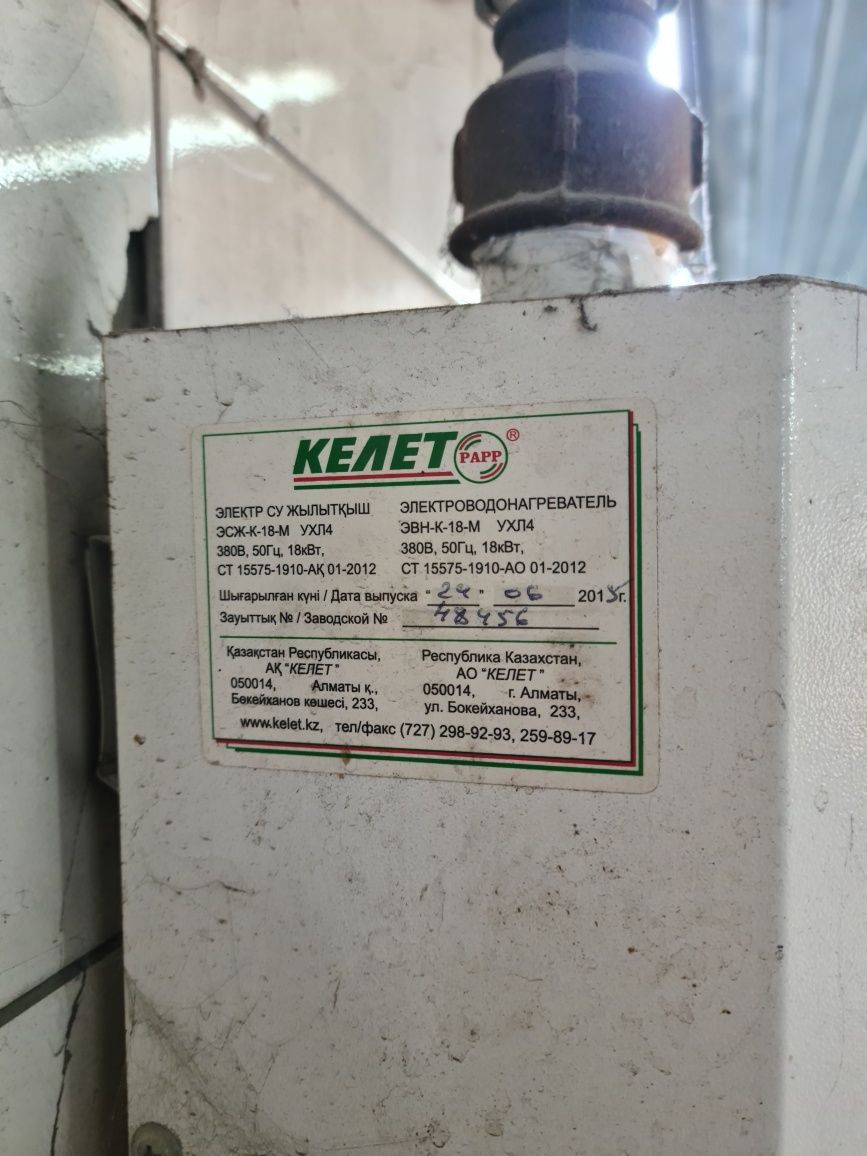 КЕЛЕТ PAPP ®
ЭЛЕКТР СУ ЖЫЛЫТҚЫШ ЭЛЕКТРОВОДОНАГРЕВАТЕЛЬ
ЭСЖ-К-18-М УХЛ4 ЭВН-К-18-М УХЛ4
380В, 50Гц, 18кВт, 380В, 50Гц, 18кВт,
СТ 15575-1910-АҚ 01-2012 СТ 15575-1910-АО 01-2012
Шығарылған күні / Дата выпуска “ 24 ” 06 2015г.
Зауыттық № / Заводской № 48456
Қазақстан Республикасы, Республика Казахстан,
АҚ “КЕЛЕТ” АО “КЕЛЕТ”
050014, Алматы қ., 050014, г. Алматы,
Бөкейханов көшесі, 233, ул. Бокейханова, 233,
www.kelet.kz, тел/факс (727) 298-92-93, 259-89-17